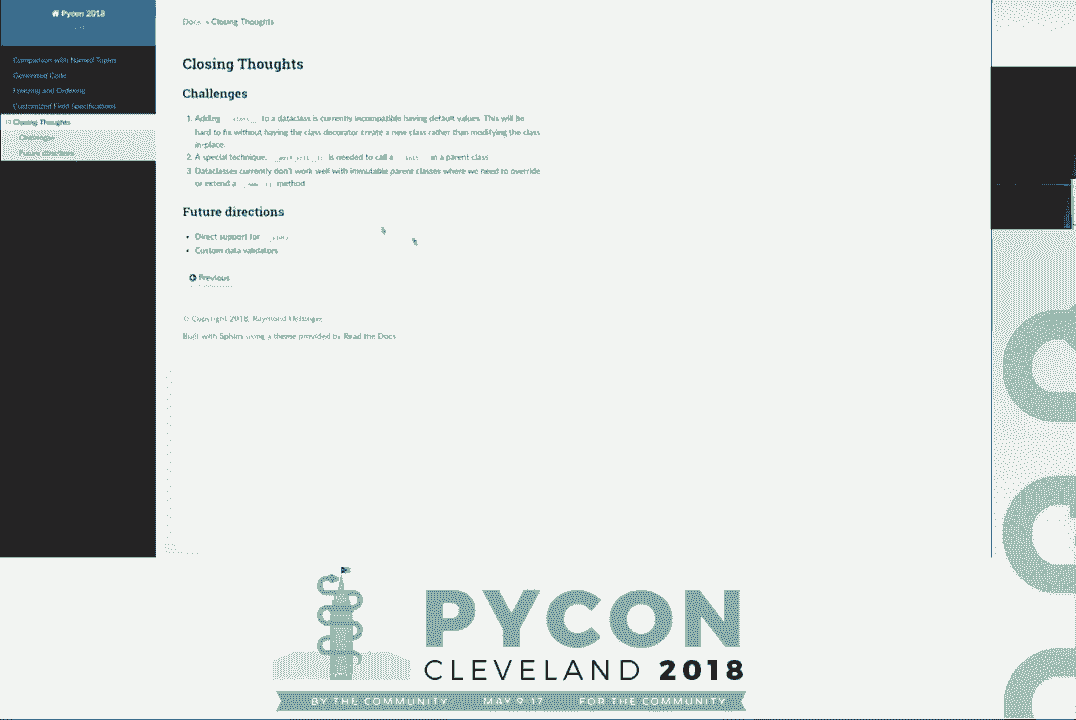 Pycon 2018
Docs » Closing Thoughts
Comparison with Named Tuples
Generated Code
Freezing and Ordering
Customized Field Specifications
Closing Thoughts
Challenges
Future directions
Closing Thoughts
Challenges
1. Adding to a dataclass is currently incompatible having default values. This will
hard to fix without having the class decorator create a new class rather than modifying the class
in-place.
2. A special technique, is needed to call a in a parent class
3. Dataclasses currently don't work well with immutable parent classes where we need to override
or extend a method
Future directions
• Direct support for
• Custom data validators
Previous
© Copyright 2018, Raymond Hettinger
Built with Sphinx using a theme provided by Read the Docs
PYCON
CLEVELAND 2018
BY THE COMMUNITY MAY 9-17 FOR THE COMMUNITY